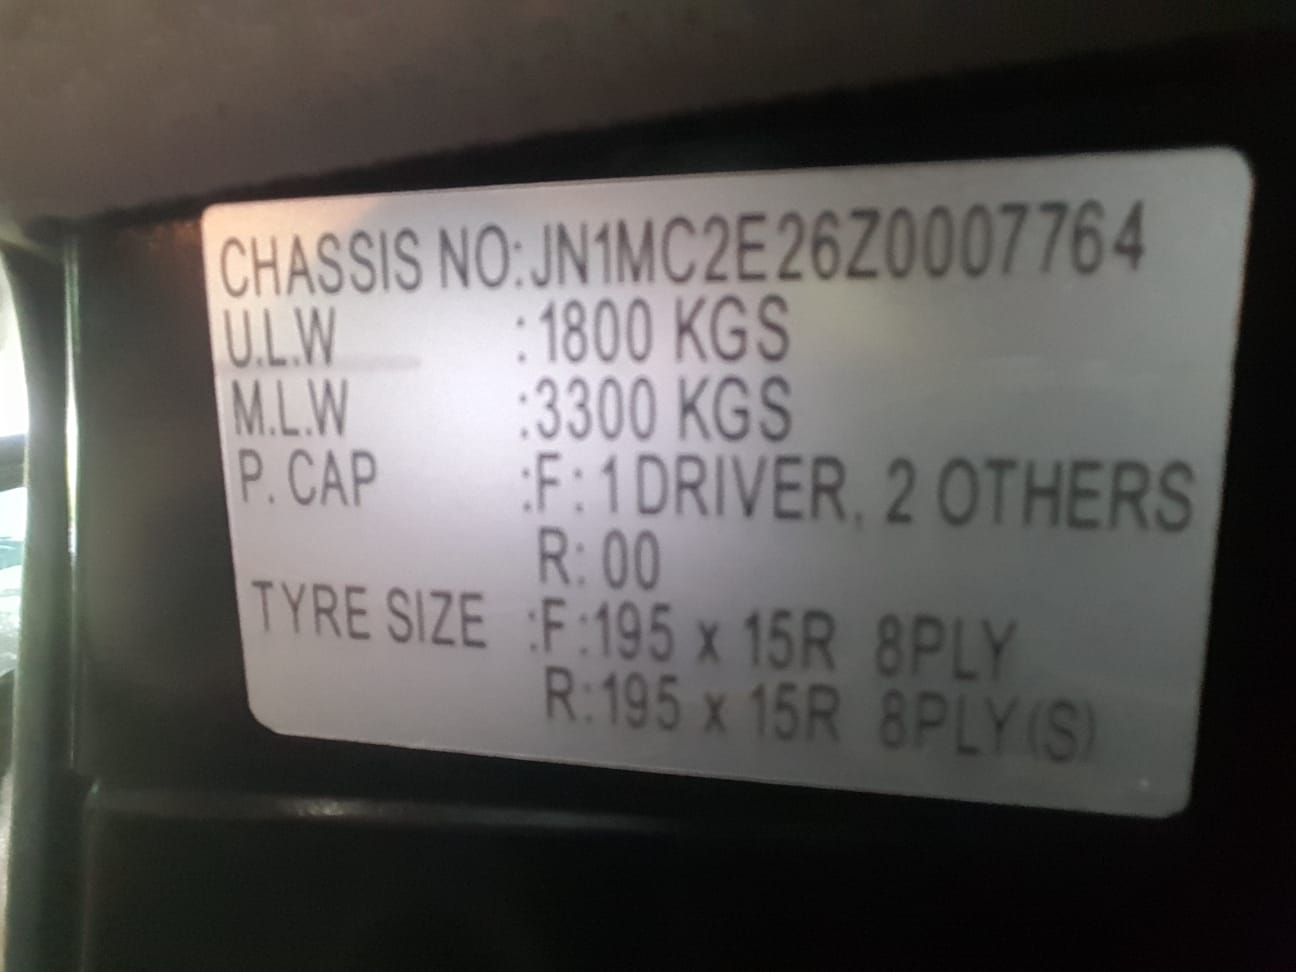 CHASSIS NO:JN1MC2E26Z0007764
U.L.W :1800 KGS
M.L.W :3300 KGS
P. CAP :F: 1 DRIVER, 2 OTHERS
R: 00
TYRE SIZE :F:195 x 15R 8PLY
R:195 x 15R 8PLY(S)